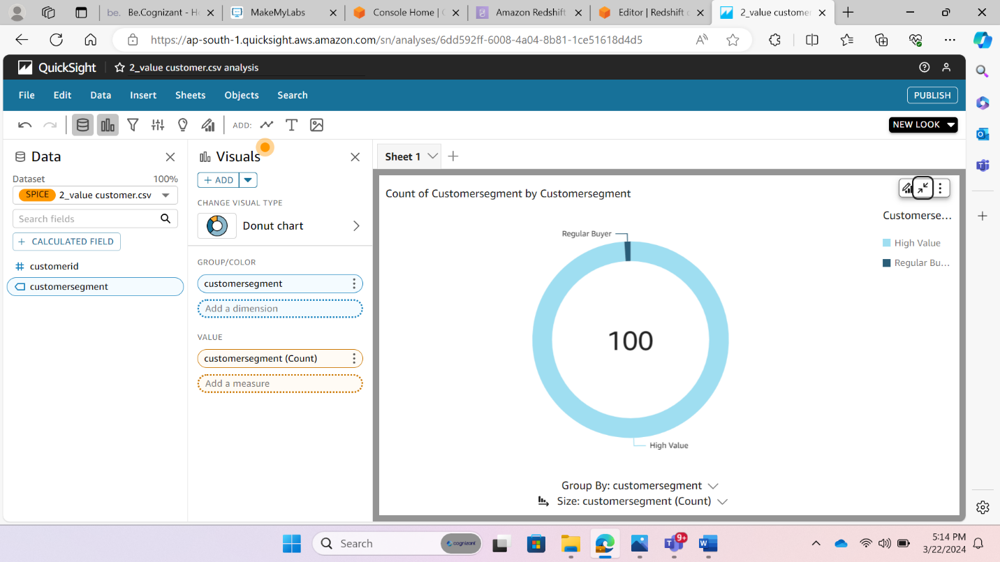 be. Be.Cognizant - H
MakeMyLabs
Console Home |
Amazon Redshift
Editor | Redshift
2_value customer
https://ap-south-1.quicksight.aws.amazon.com/sn/analyses/6dd592ff-6008-4a04-8b81-1ce51618d4d5
QuickSight
2_value customer.csv analysis
File Edit Data Insert Sheets Objects Search
PUBLISH
ADD:
NEW LOOK
Data
Dataset 100%
SPICE 2_value customer.csv
Search fields
+ CALCULATED FIELD
# customerid
customersegment
Visuals
+ ADD
CHANGE VISUAL TYPE
Donut chart
GROUP/COLOR
customersegment
Add a dimension
VALUE
customersegment (Count)
Add a measure
Sheet 1
Count of Customersegment by Customersegment
Customerse...
High Value
Regular Bu...
Regular Buyer
100
High Value
Group By: customersegment
Size: customersegment (Count)
Search
cognizant
9+
5:14 PM
3/22/2024